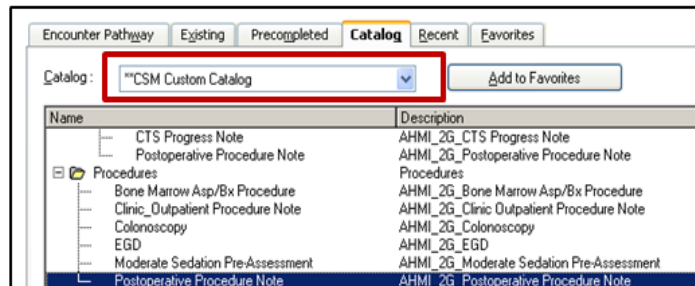 Encounter Pathway Existing Precompleted Catalog Recent Favorites
Catalog: **CSM Custom Catalog Add to Favorites
Name Description
CTS Progress Note AHMI_2G_CTS Progress Note
Postoperative Procedure Note AHMI_2G_Postoperative Procedure Note
Procedures Procedures
Bone Marrow Asp/Bx Procedure AHMI_2G_Bone Marrow Asp/Bx Procedure
Clinic_Outpatient Procedure Note AHMI_2G_Clinic Outpatient Procedure Note
Colonoscopy AHMI_2G_Colonoscopy
EGD AHMI_2G_EGD
Moderate Sedation Pre-Assessment AHMI_2G_Moderate Sedation Pre-Assessment
Postoperative Procedure Note AHMI_2G_Postoperative Procedure Note